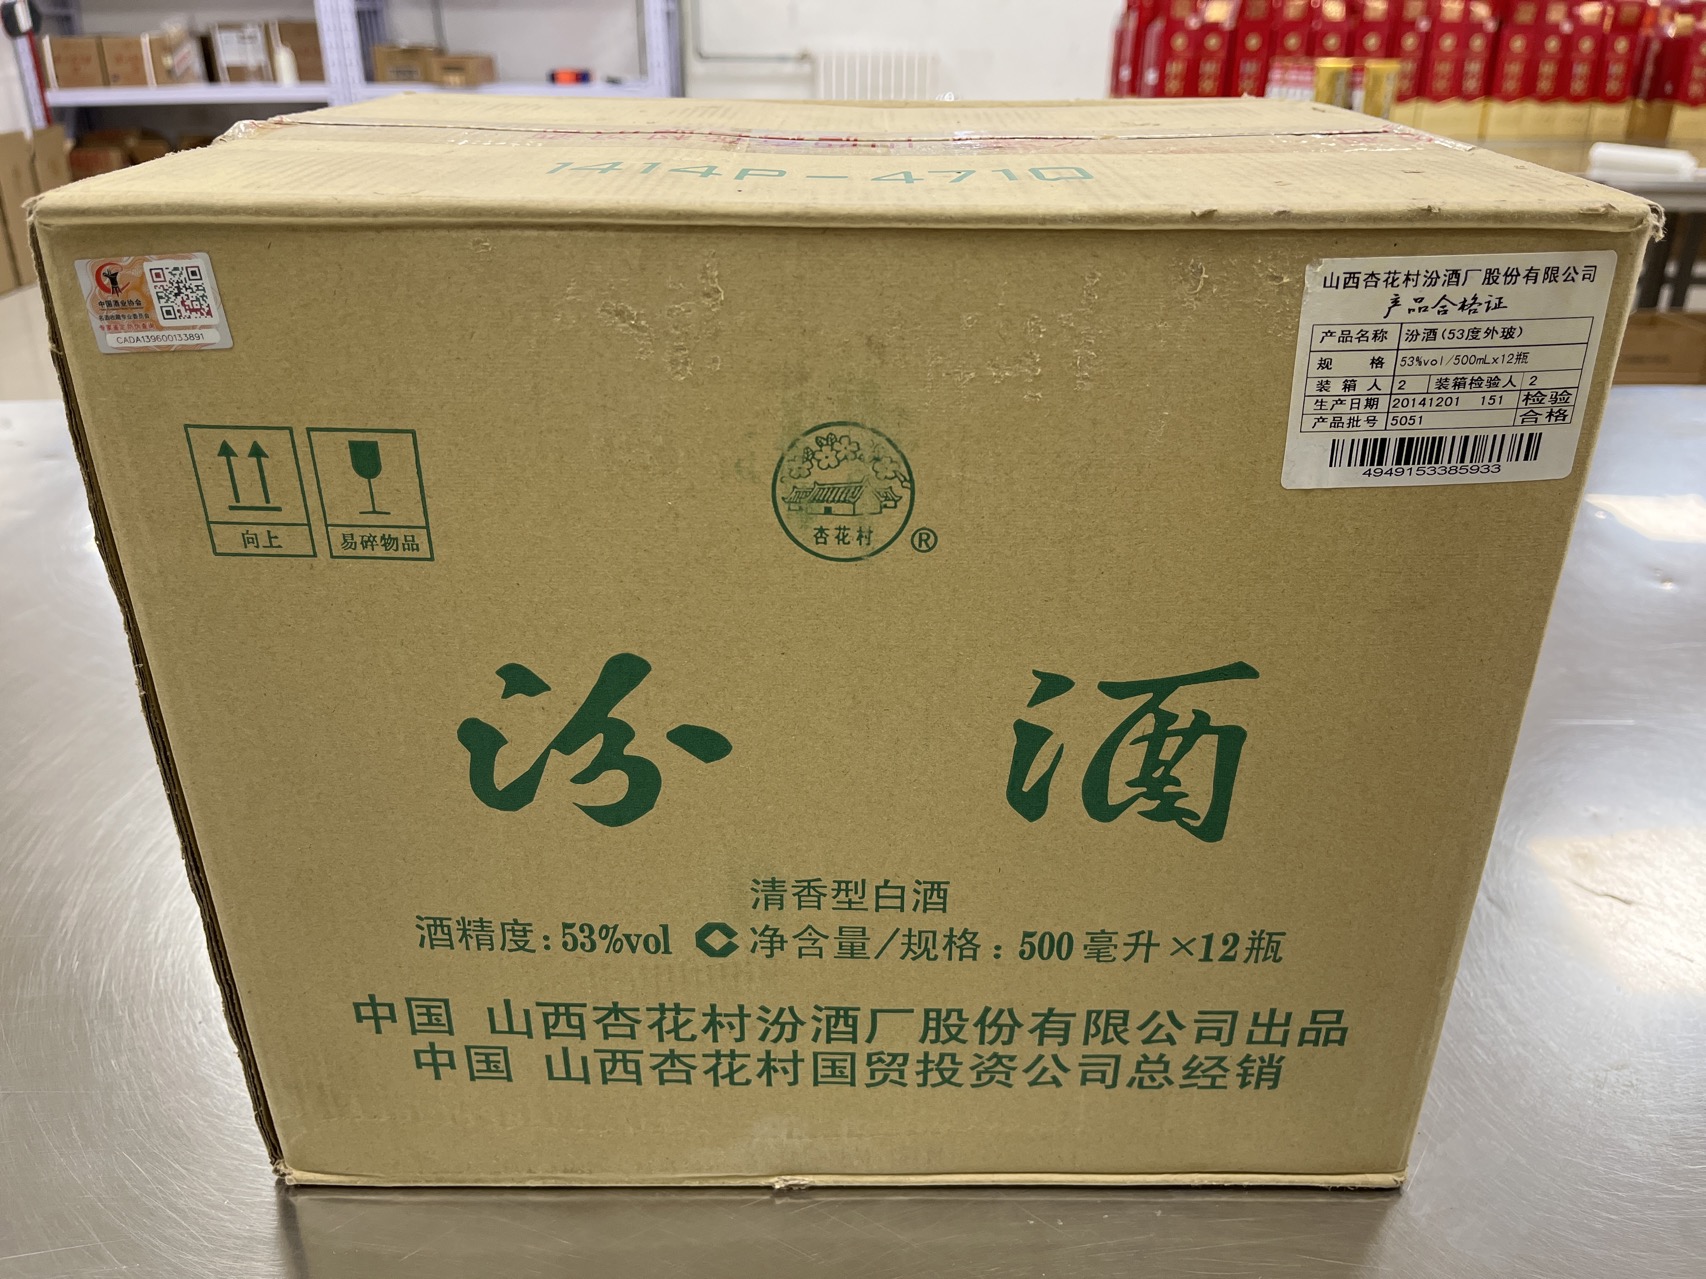 1414P-4710
中国酒业协会
CADA139600133891
山西杏花村汾酒厂股份有限公司
产品合格证
产品名称 汾酒(53度外玻)
规 格 53%vol/500mLx12瓶
装 箱 人 2 装箱检验人 2
生产日期 20141201 151 检验
产品批号 5051 合格
4949153385933
向上
易碎物品
杏花村
®
汾 酒
清香型白酒
酒精度:53%vol 净含量/规格:500毫升×12瓶
中国 山西杏花村汾酒厂股份有限公司出品
中国 山西杏花村国贸投资公司总经销